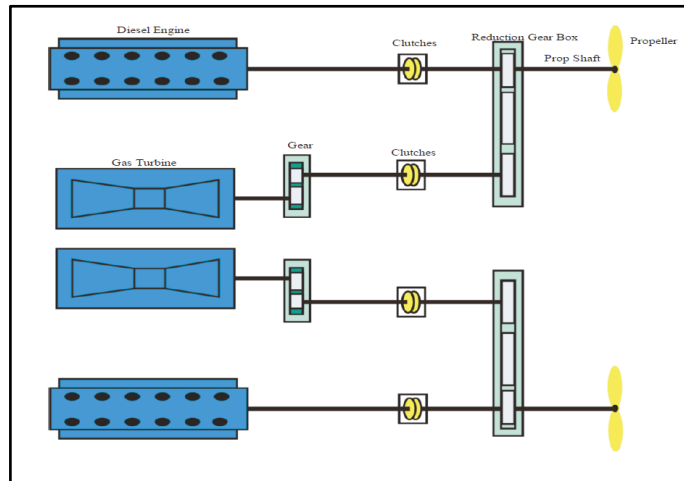 Diesel Engine
Clutches
Reduction Gear Box
Propeller
Prop Shaft
Gas Turbine
Gear
Clutches